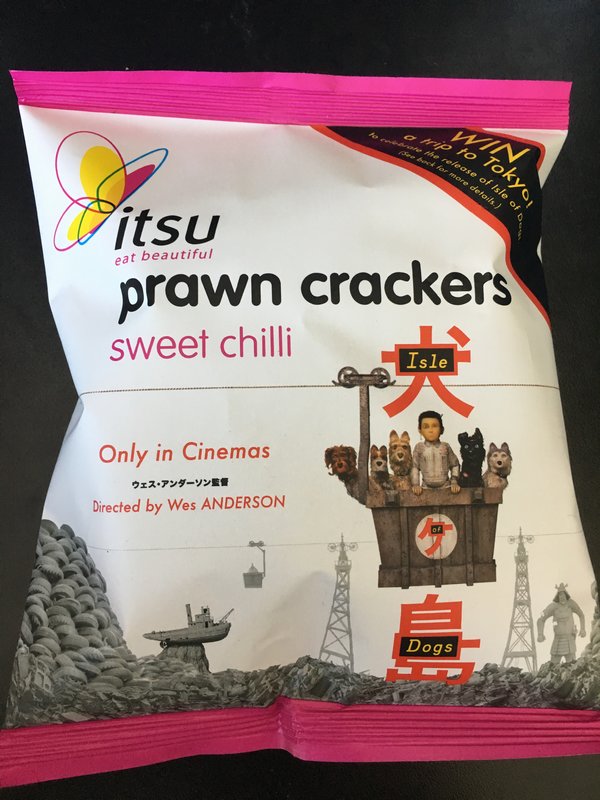 WIN
a trip to Tokyo!
to celebrate the release of Isle of Dogs
(See back for more details.)
itsu
eat beautiful
prawn crackers
sweet chilli
犬
Isle
Only in Cinemas
ウェス・アンダーソン監督
Directed by Wes ANDERSON
ケ
of
島
Dogs